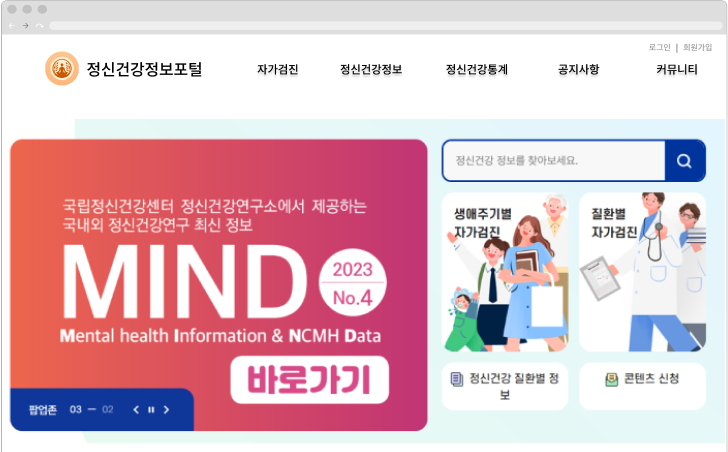 로그인 | 회원가입
정신건강정보포털
자가검진 정신건강정보 정신건강통계 공지사항 커뮤니티
국립정신건강센터 정신건강연구소에서 제공하는
국내외 정신건강연구 최신 정보
MIND
2023
No.4
Mental health Information & NCMH Data
바로가기
팝업존 03 — 02
정신건강 정보를 찾아보세요.
생애주기별
자가검진
질환별
자가검진
정신건강 질환별 정
보
콘텐츠 신청